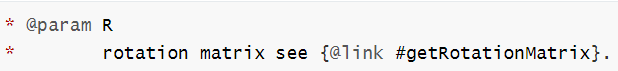 * @param R
*        rotation matrix see {@link #getRotationMatrix}.